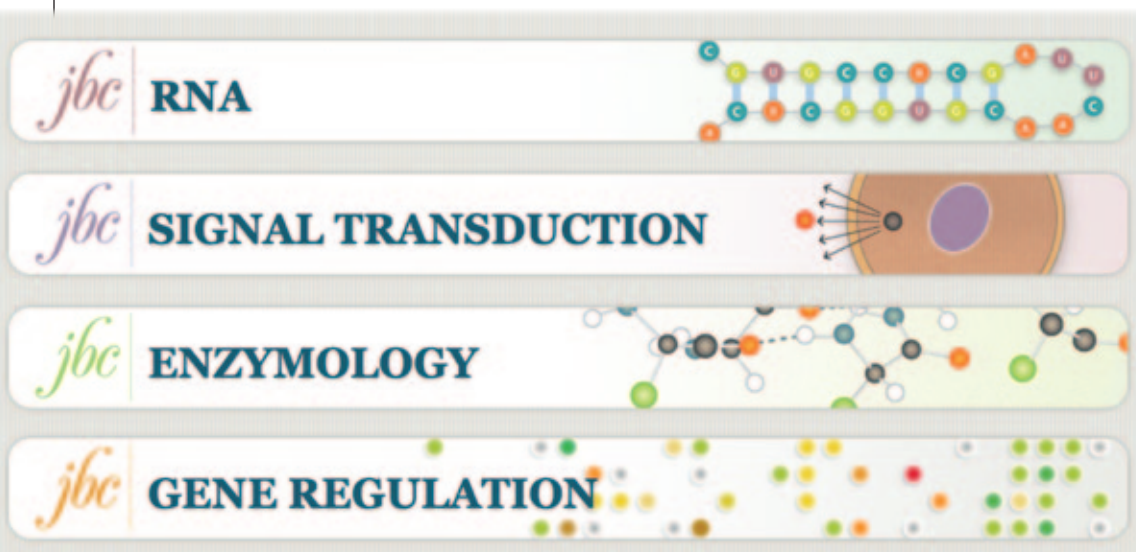 jbc RNA
C G U G C C A C G A U U
a C A C G G U G C A a C
jbc SIGNAL TRANSDUCTION
jbc ENZYMOLOGY
jbc GENE REGULATION